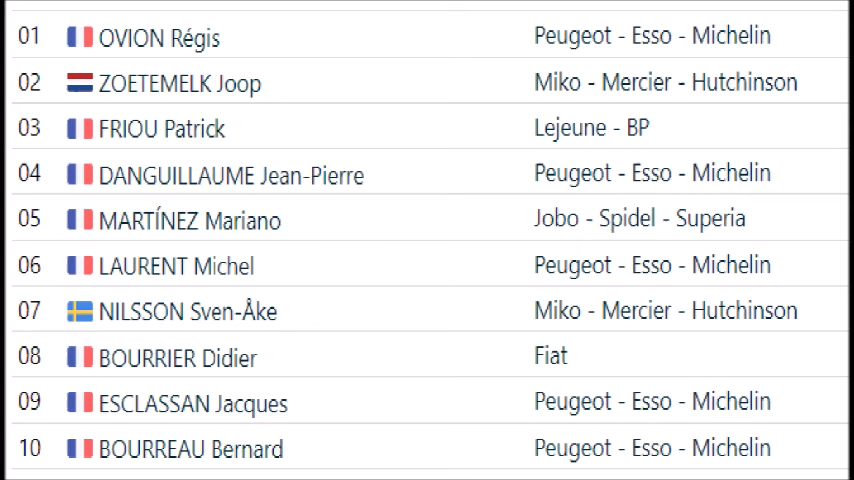 01 OVION Régis Peugeot - Esso - Michelin
02 ZOETEMELK Joop Miko - Mercier - Hutchinson
03 FRIOU Patrick Lejeune - BP
04 DANGUILLAUME Jean-Pierre Peugeot - Esso - Michelin
05 MARTÍNEZ Mariano Jobo - Spidel - Superia
06 LAURENT Michel Peugeot - Esso - Michelin
07 NILSSON Sven-Åke Miko - Mercier - Hutchinson
08 BOURRIER Didier Fiat
09 ESCLASSAN Jacques Peugeot - Esso - Michelin
10 BOURREAU Bernard Peugeot - Esso - Michelin